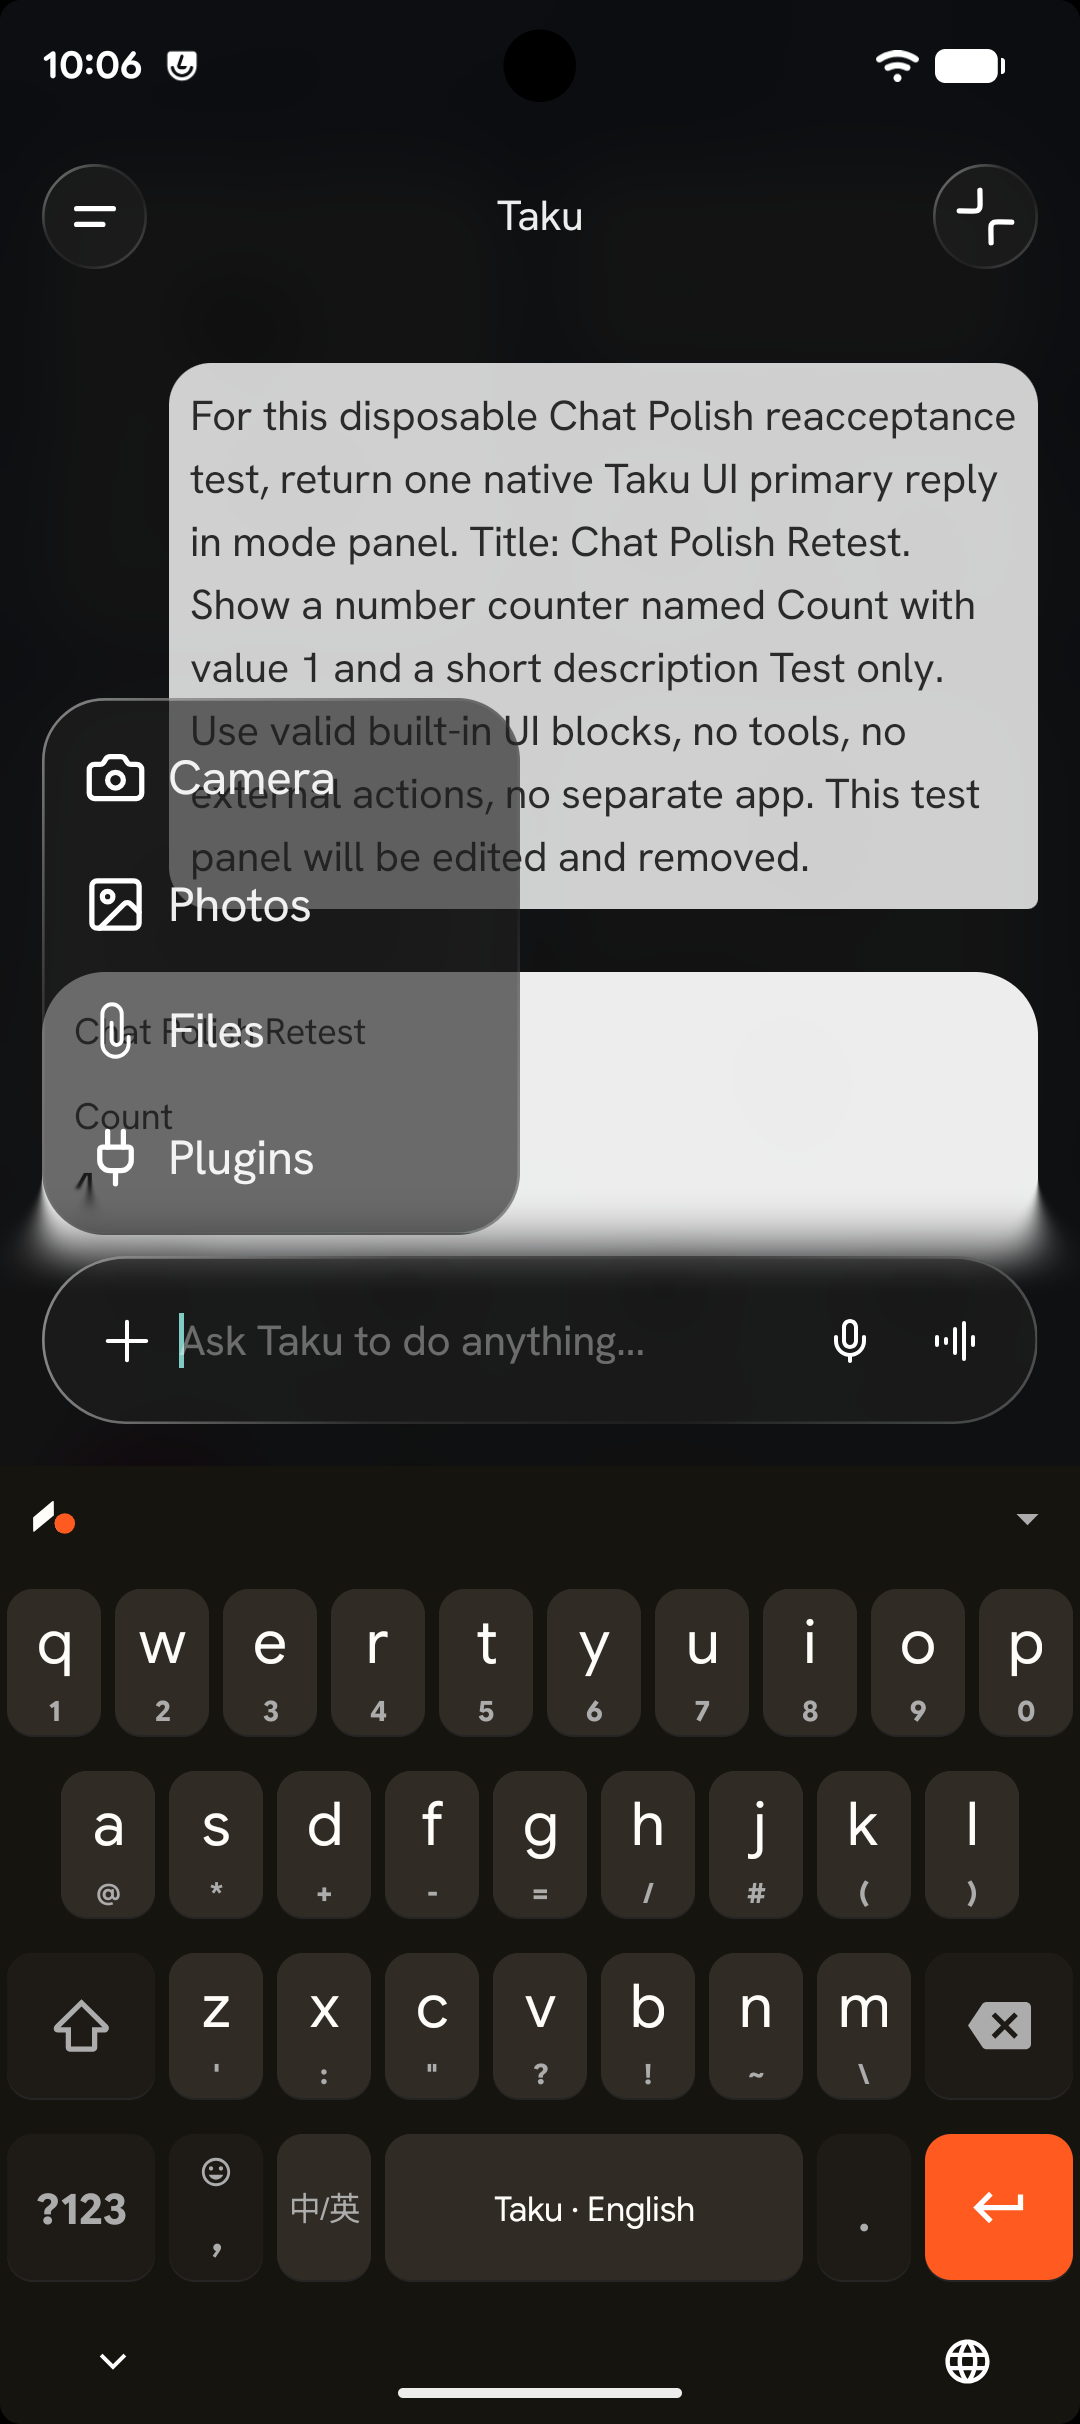 10:06
Taku
For this disposable Chat Polish reacceptance
test, return one native Taku UI primary reply
in mode panel. Title: Chat Polish Retest.
Show a number counter named Count with
value 1 and a short description Test only.
Use valid built-in UI blocks, no tools, no
external actions, no separate app. This test
panel will be edited and removed.
Camera
Photos
Files
Plugins
Chat Polish Retest
Count
1
Ask Taku to do anything...
q w e r t y u i o p
1 2 3 4 5 6 7 8 9 0
a s d f g h j k l
@ * + - = / # ( )
z x c v b n m
' : " ? ! ~ \
?123 , 中/英 Taku · English .